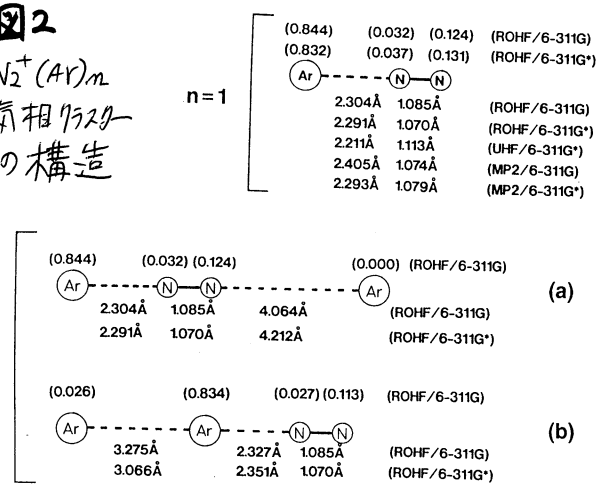 図2
N₂⁺(Ar)n
気相クラスター
の構造
n=1
(0.844) (0.032) (0.124) (ROHF/6-311G)
(0.832) (0.037) (0.131) (ROHF/6-311G*)
Ar N N
2.304Å 1.085Å (ROHF/6-311G)
2.291Å 1.070Å (ROHF/6-311G*)
2.211Å 1.113Å (UHF/6-311G*)
2.405Å 1.074Å (MP2/6-311G)
2.293Å 1.079Å (MP2/6-311G*)
(0.844) (0.032) (0.124) (0.000) (ROHF/6-311G)
Ar N N Ar (a)
2.304Å 1.085Å 4.064Å (ROHF/6-311G)
2.291Å 1.070Å 4.212Å (ROHF/6-311G*)
(0.026) (0.834) (0.027) (0.113) (ROHF/6-311G)
Ar Ar N N (b)
3.275Å 2.327Å 1.085Å (ROHF/6-311G)
3.066Å 2.351Å 1.070Å (ROHF/6-311G*)